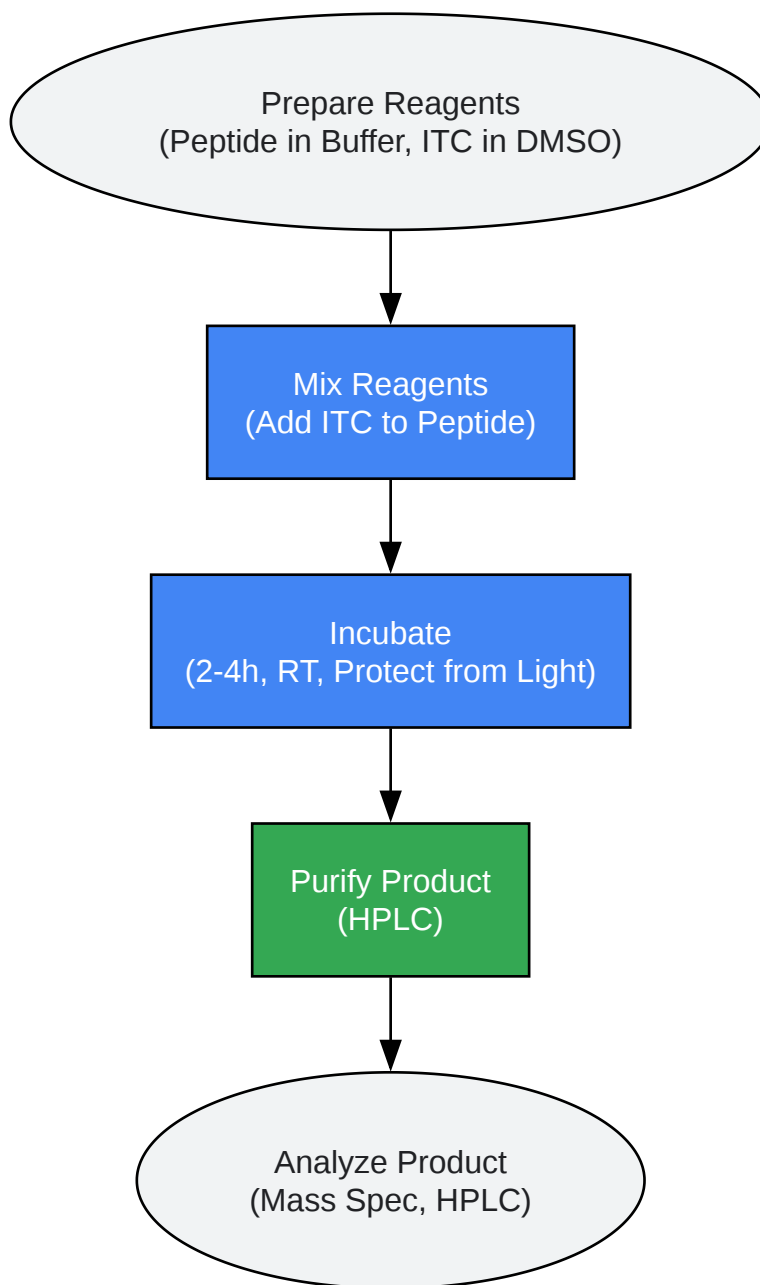 Prepare Reagents
(Peptide in Buffer, ITC in DMSO)
Mix Reagents
(Add ITC to Peptide)
Incubate
(2-4h, RT, Protect from Light)
Purify Product
(HPLC)
Analyze Product
(Mass Spec, HPLC)